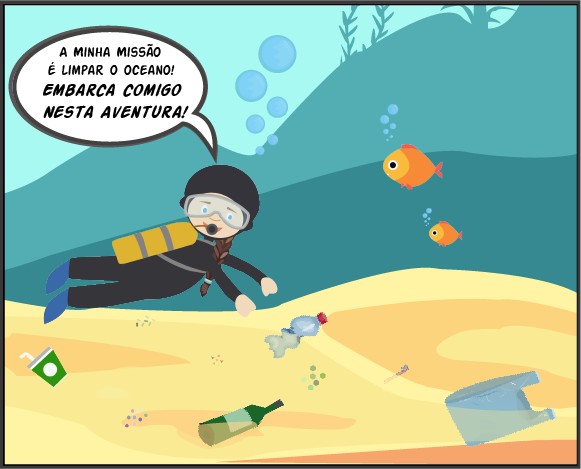 A MINHA MISSÃO
É LIMPAR O OCEANO!
EMBARCA COMIGO
NESTA AVENTURA!